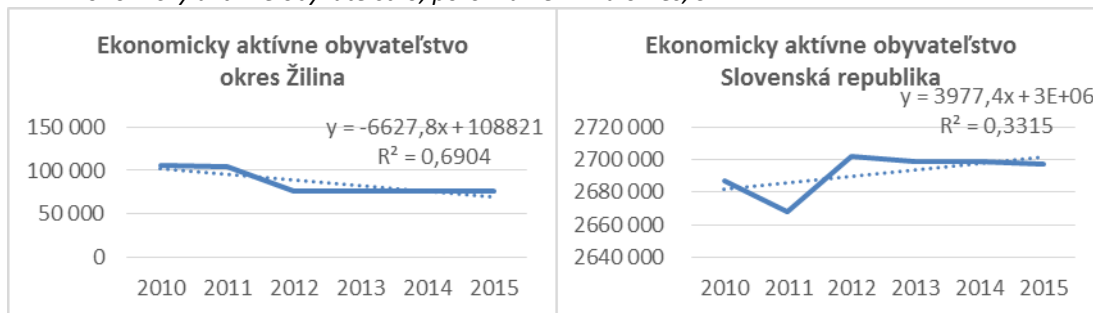 Ekonomicky aktívne obyvateľstvo
okres Žilina
y = -6627,8x + 108821
R² = 0,6904
150 000
100 000
50 000
0
2010 2011 2012 2013 2014 2015
Ekonomicky aktívne obyvateľstvo
Slovenská republika
y = 3977,4x + 3E+06
R² = 0,3315
2720 000
2700 000
2680 000
2660 000
2640 000
2010 2011 2012 2013 2014 2015